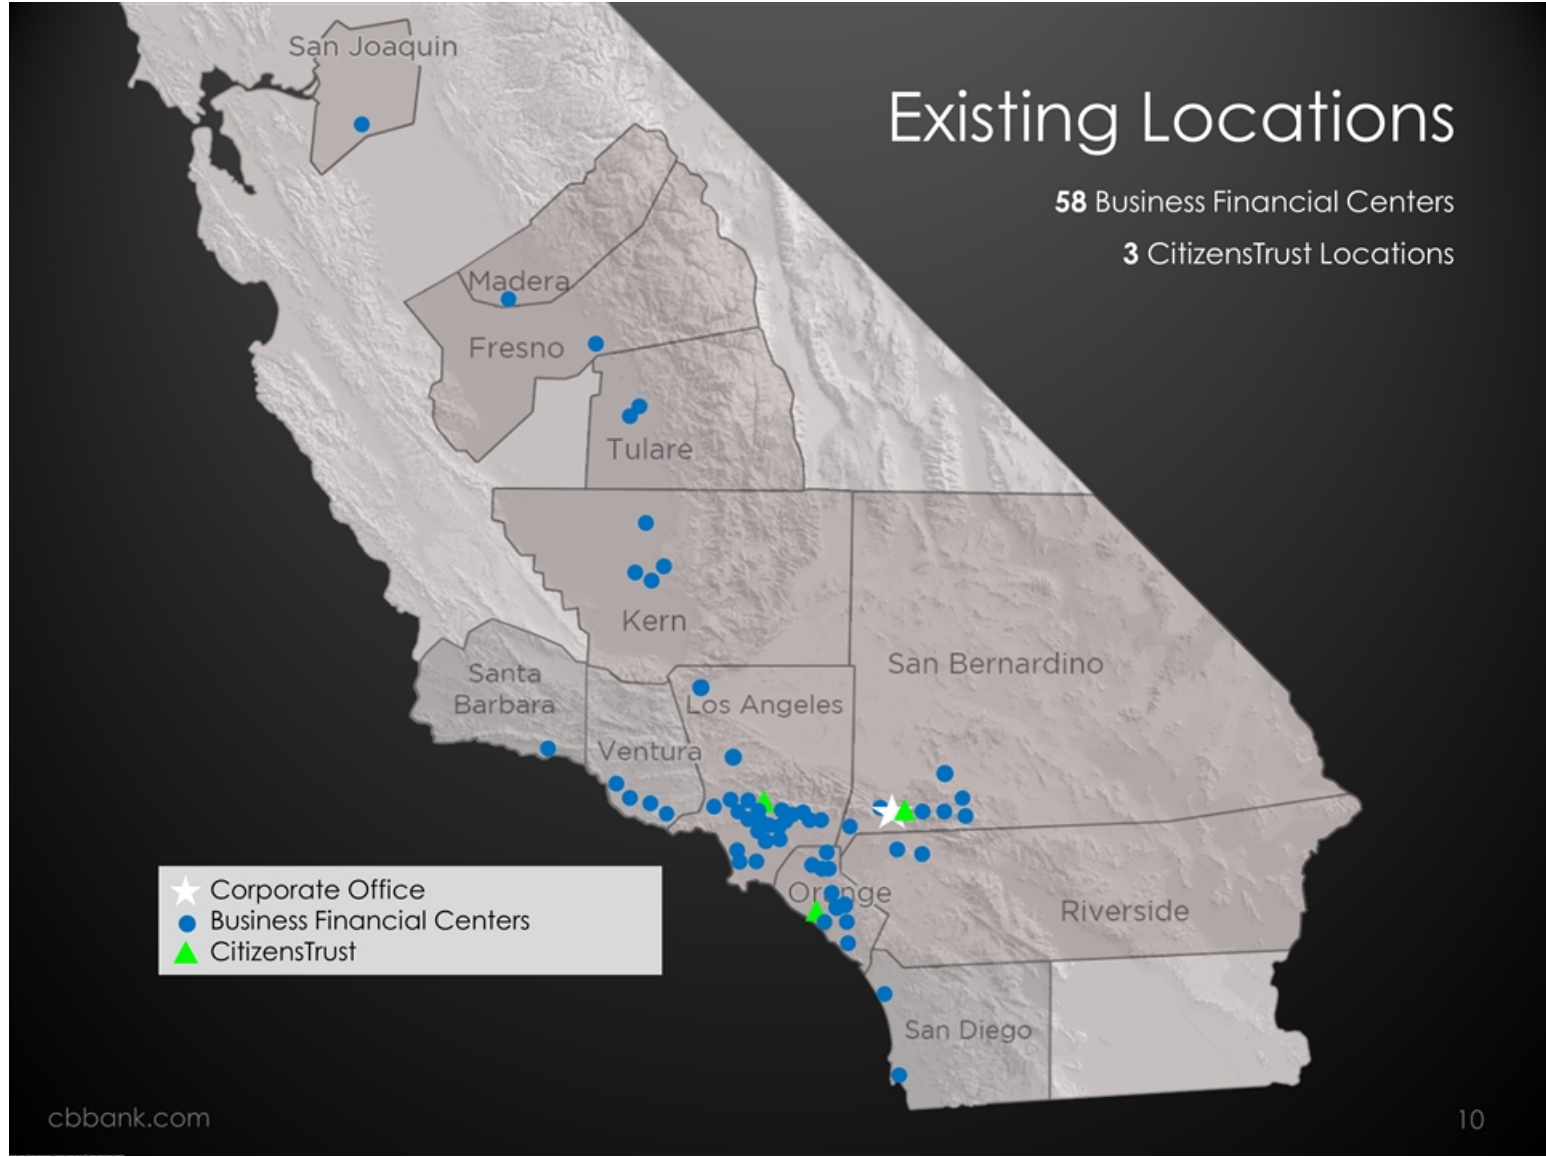 San Joaquin
Existing Locations
58 Business Financial Centers
3 CitizensTrust Locations
Madera
Fresno
Tulare
Kern
San Bernardino
Santa
Barbara
Los Angeles
Ventura
Corporate Office
Business Financial Centers
CitizensTrust
Orange
Riverside
San Diego
cbbank.com
10